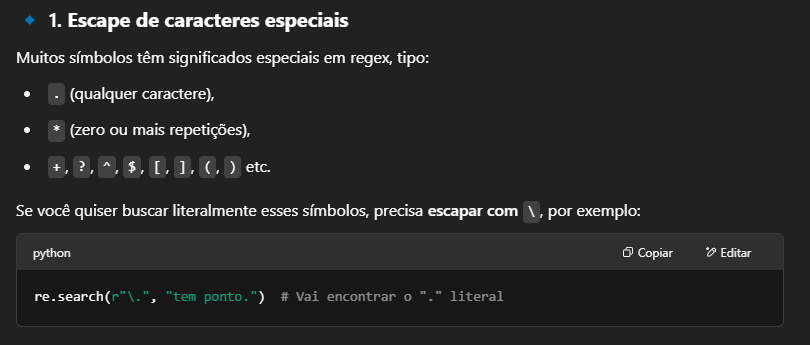 1. Escape de caracteres especiais
Muitos símbolos têm significados especiais em regex, tipo:
• . (qualquer caractere),
• * (zero ou mais repetições),
• +, ?, ^, $, [, ], (, ) etc.
Se você quiser buscar literalmente esses símbolos, precisa escapar com \, por exemplo:
python Copiar Editar
re.search(r"\.", "tem ponto.")  # Vai encontrar o "." literal